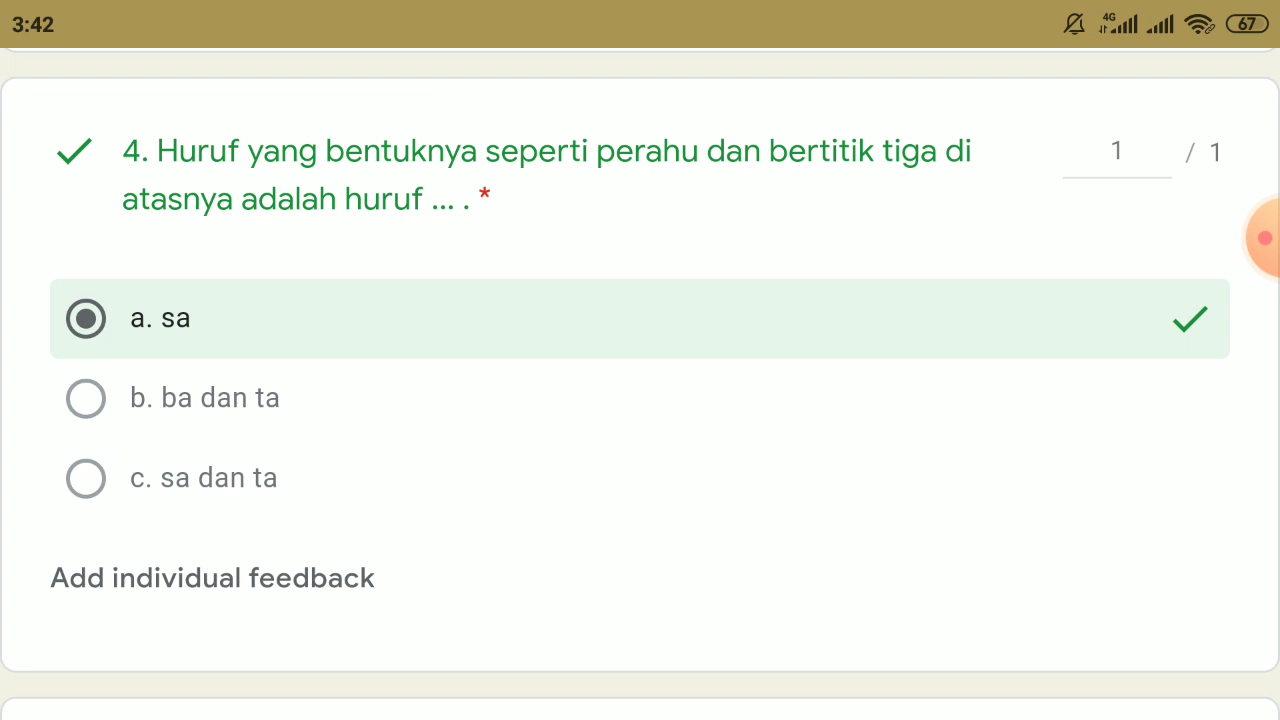 3:42
4G
67
4. Huruf yang bentuknya seperti perahu dan bertitik tiga di
atasnya adalah huruf ... . *
1 / 1
a. sa
b. ba dan ta
c. sa dan ta
Add individual feedback